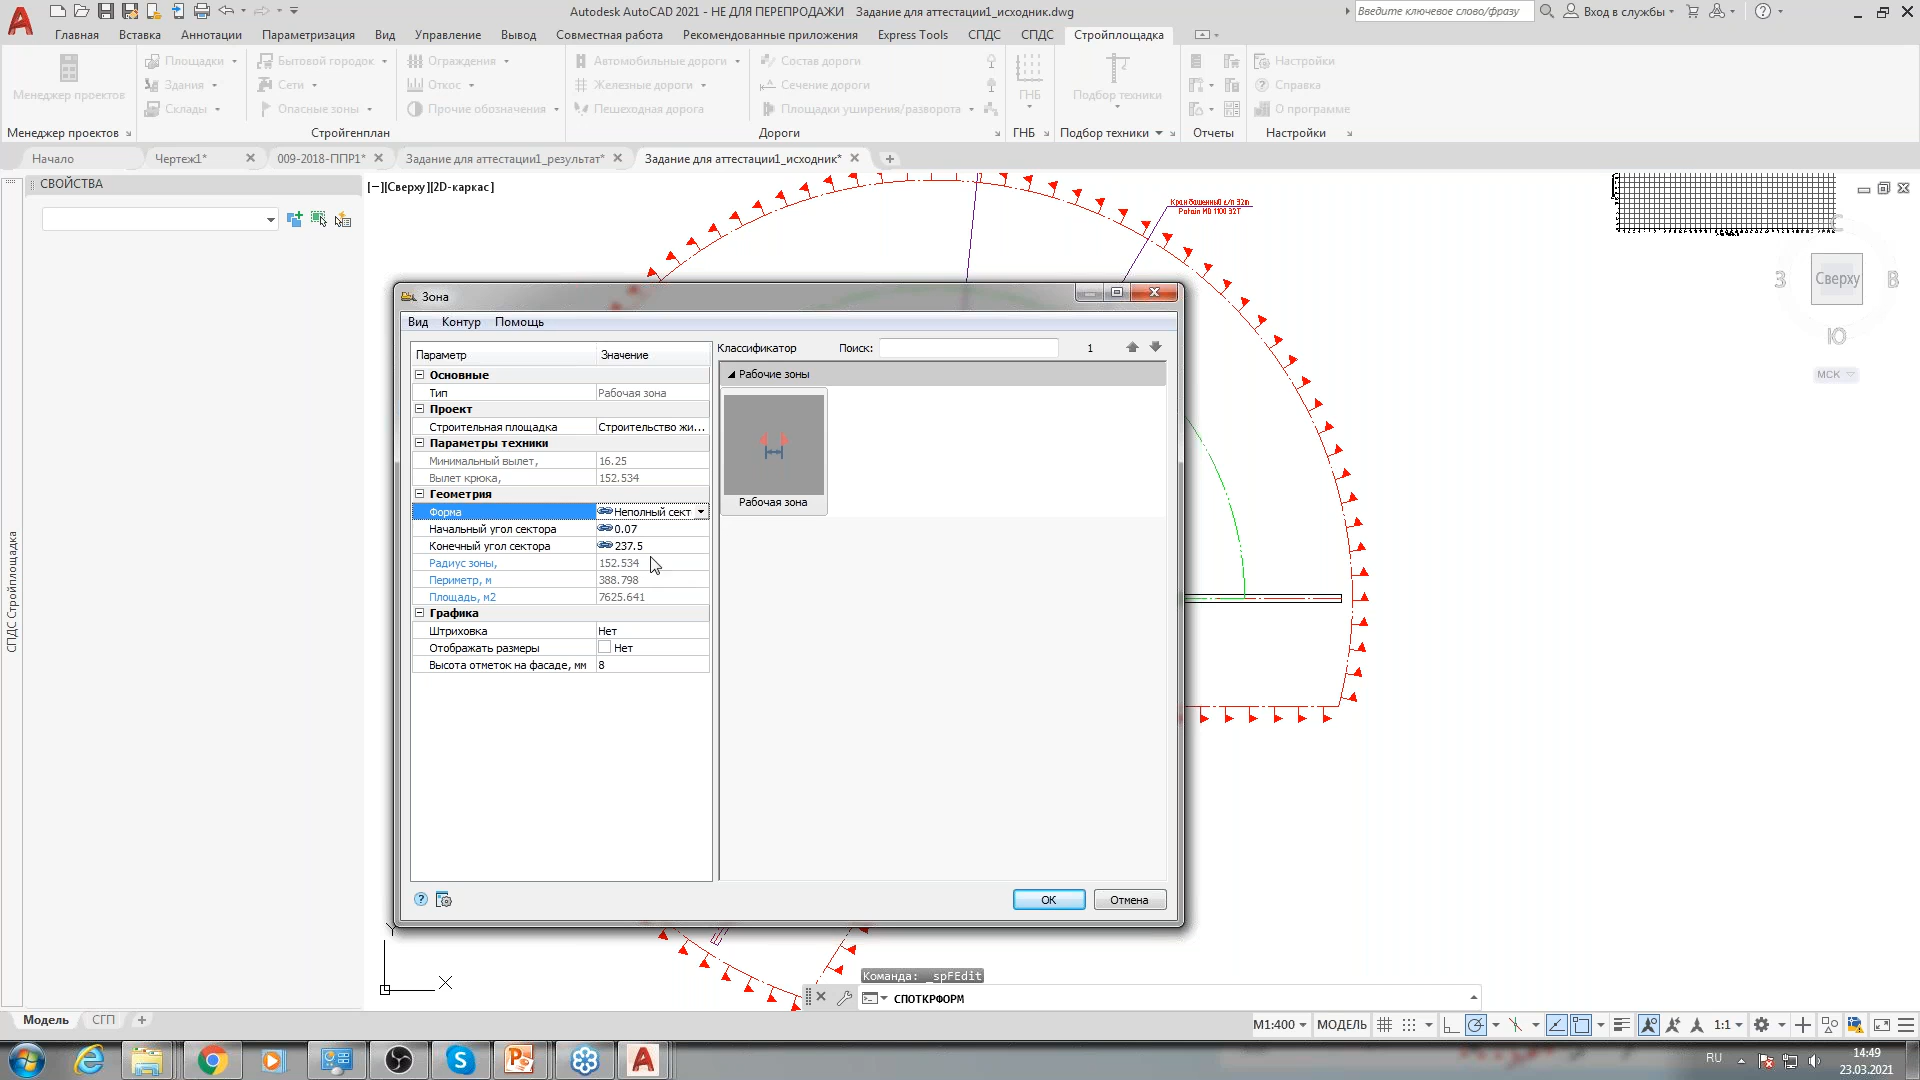 Autodesk AutoCAD 2021 - НЕ ДЛЯ ПЕРЕПРОДАЖИ Задание для аттестации1_исходник.dwg
Введите ключевое слово/фразу
Вход в службы
Главная Вставка Аннотации Параметризация Вид Управление Вывод Совместная работа Рекомендованные приложения Express Tools СПДС СПДС Стройплощадка
Площадки Бытовой городок Ограждения Автомобильные дороги Состав дороги Настройки
Здания Сети Откос Железные дороги Сечение дороги Справка
Менеджер проектов ГНБ Подбор техники
Склады Опасные зоны Прочие обозначения Пешеходная дорога Площадки уширения/разворота О программе
Менеджер проектов Стройгенплан Дороги ГНБ Подбор техники Отчеты Настройки
Начало Чертеж1* 009-2018-ППР1* Задание для аттестации1_результат* Задание для аттестации1_исходник*
СВОЙСТВА
[−][Сверху][2D-каркас]
Кран башенный г/п 32т
Potain MD 1100 32Т
С
З Сверху В
Ю
МСК
СПДС Стройплощадка
Зона
Вид Контур Помощь
Параметр Значение
Основные
Тип Рабочая зона
Проект
Строительная площадка Строительство жи...
Параметры техники
Минимальный вылет, 16.25
Вылет крюка, 152.534
Геометрия
Форма Неполный сект
Начальный угол сектора 0.07
Конечный угол сектора 237.5
Радиус зоны, 152.534
Периметр, м 388.798
Площадь, м2 7625.641
Графика
Штриховка Нет
Отображать размеры Нет
Высота отметок на фасаде, мм 8
Классификатор Поиск: 1
Рабочие зоны
Рабочая зона
ОК Отмена
Y
X
Команда: _spFEdit
СПОТКРФОРМ
Модель СГП
М1:400 МОДЕЛЬ 1:1
RU
14:49
23.03.2021